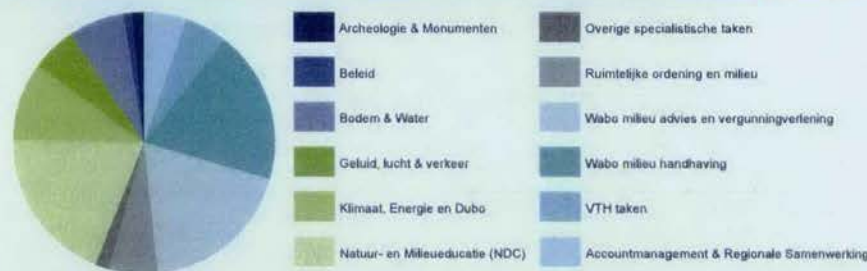 Archeologie & Monumenten
Beleid
Bodem & Water
Geluid, lucht & verkeer
Klimaat, Energie en Dubo
Natuur- en Milieueducatie (NDC)
Overige specialistische taken
Ruimtelijke ordening en milieu
Wabo milieu advies en vergunningverlening
Wabo milieu handhaving
VTH taken
Accountmanagement & Regionale Samenwerking